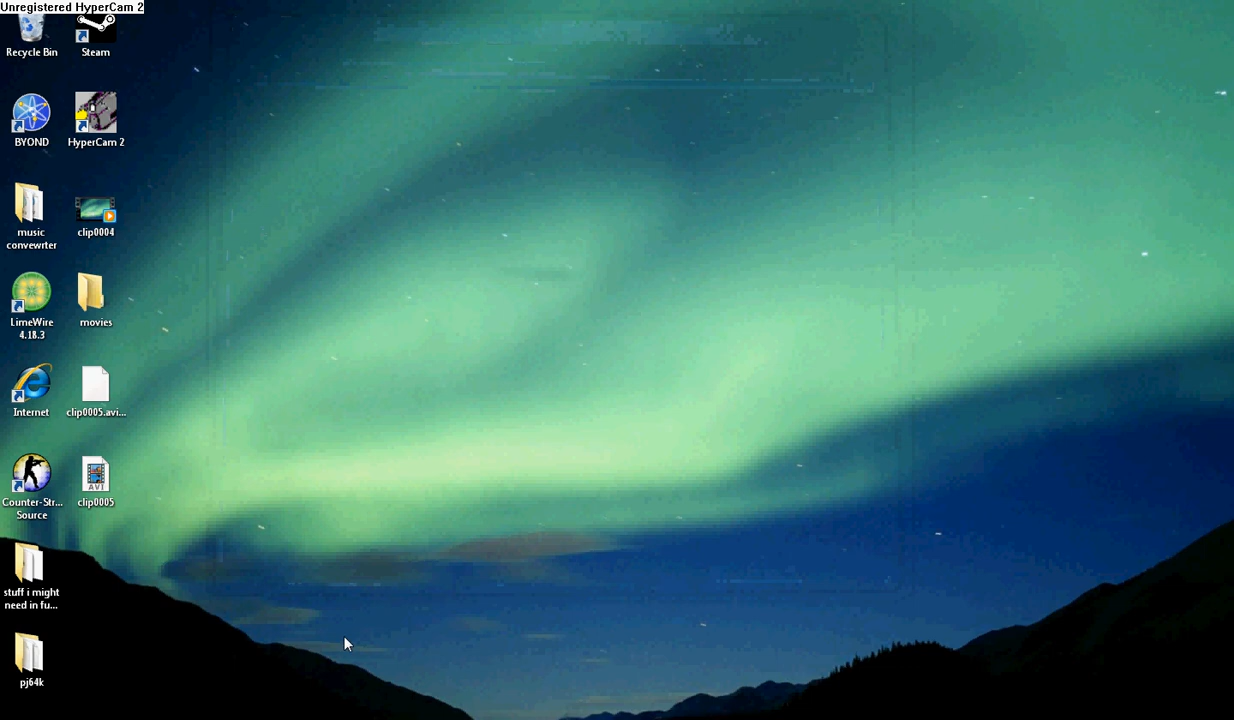 Unregistered HyperCam 2
Recycle Bin
Steam
BYOND
HyperCam 2
music
convewrter
clip0004
LimeWire
4.18.3
movies
Internet
clip0005.avi...
Counter-Str...
Source
clip0005
AVI
stuff i might
need in fu...
pj64k